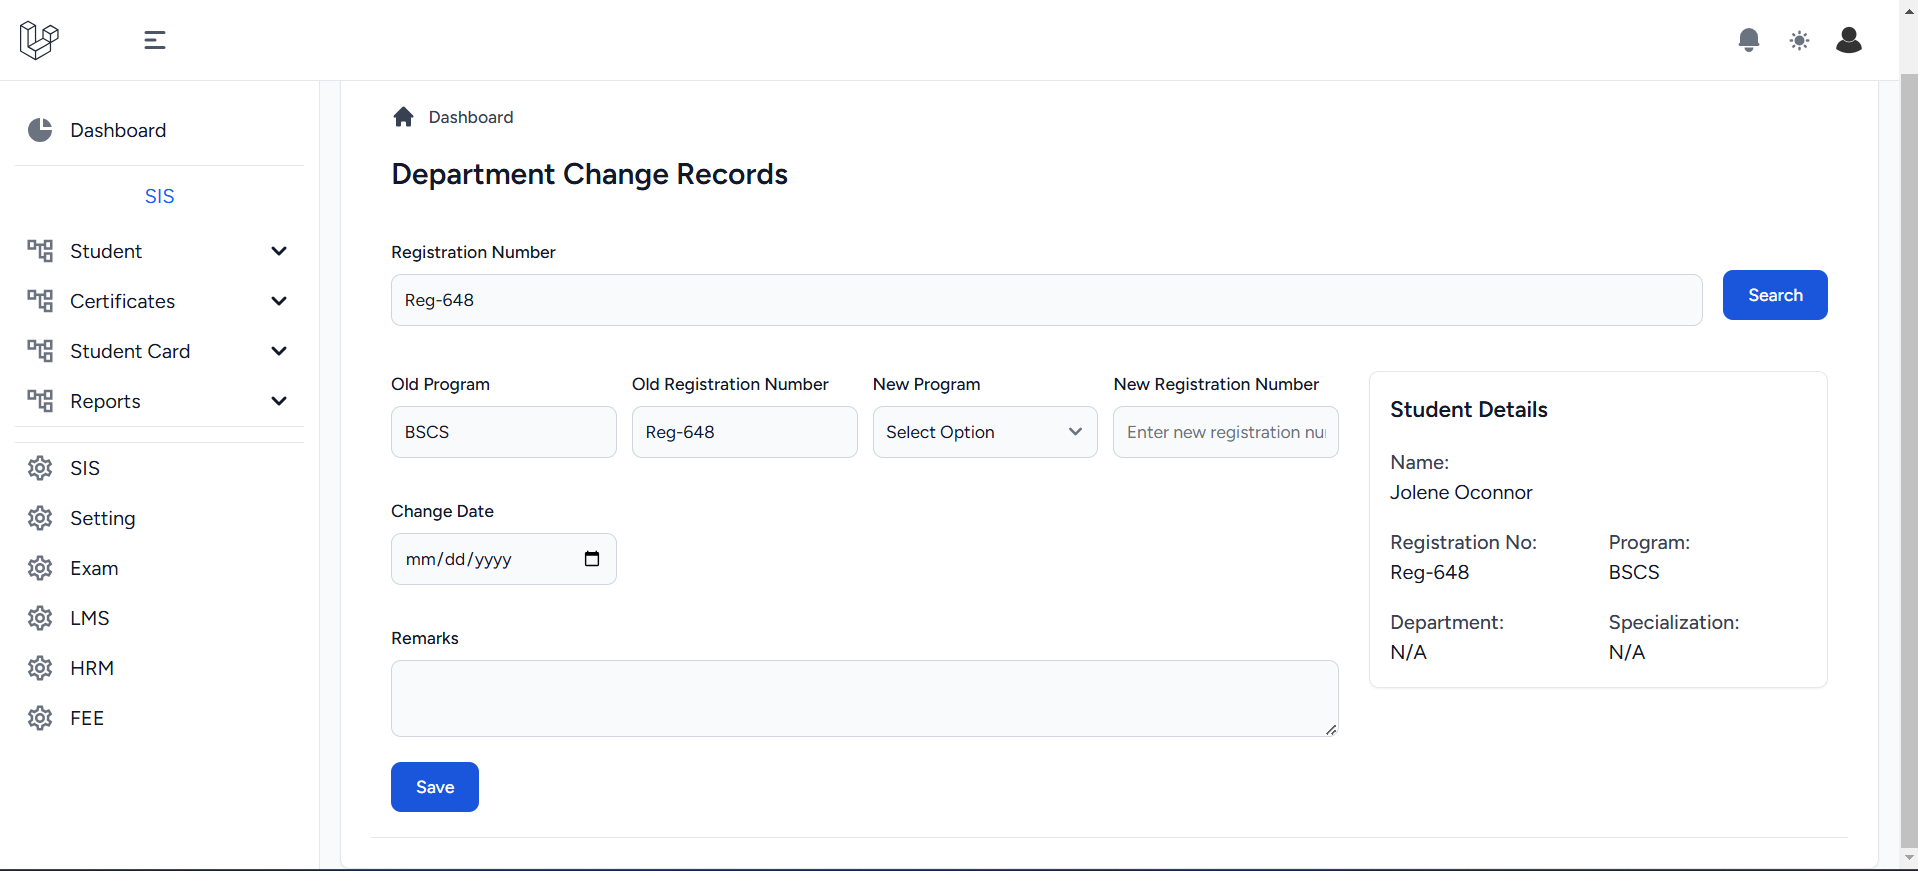 Dashboard
SIS
Student
Certificates
Student Card
Reports
SIS
Setting
Exam
LMS
HRM
FEE
Dashboard
Department Change Records
Registration Number
Reg-648
Search
Old Program
BSCS
Old Registration Number
Reg-648
New Program
Select Option
New Registration Number
Enter new registration nu
Change Date
mm/dd/yyyy
Remarks
Save
Student Details
Name:
Jolene Oconnor
Registration No:
Reg-648
Program:
BSCS
Department:
N/A
Specialization:
N/A